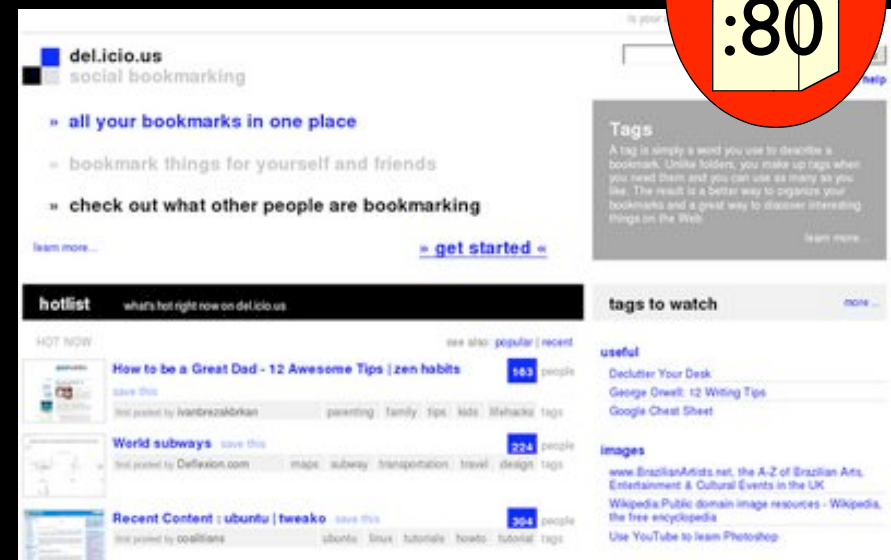 is your
:80
del.icio.us
social bookmarking
help
» all your bookmarks in one place
» bookmark things for yourself and friends
» check out what other people are bookmarking
learn more...
» get started «
Tags
A tag is simply a word you use to describe a
bookmark. Unlike folders, you make up tags when
you need them and you can use as many as you
like. The result is a better way to organize your
bookmarks and a great way to discover interesting
things on the Web.
learn more...
hotlist what's hot right now on del.icio.us
HOT NOW see also: popular | recent
How to be a Great Dad - 12 Awesome Tips | zen habits 163 people
save this
first posted by ivanbrezakbrkan parenting family tips kids lifehacks tags
World subways save this 224 people
first posted by Deflexion.com maps subway transportation travel design tags
Recent Content : ubuntu | tweako save this 304 people
first posted by coalitians ubuntu linux tutorials howto tutorial tags
tags to watch more ...
useful
Declutter Your Desk
George Orwell: 12 Writing Tips
Google Cheat Sheet
images
www.BrazilianArtists.net, the A-Z of Brazilian Arts,
Entertainment & Cultural Events in the UK
Wikipedia:Public domain image resources - Wikipedia,
the free encyclopedia
Use YouTube to learn Photoshop